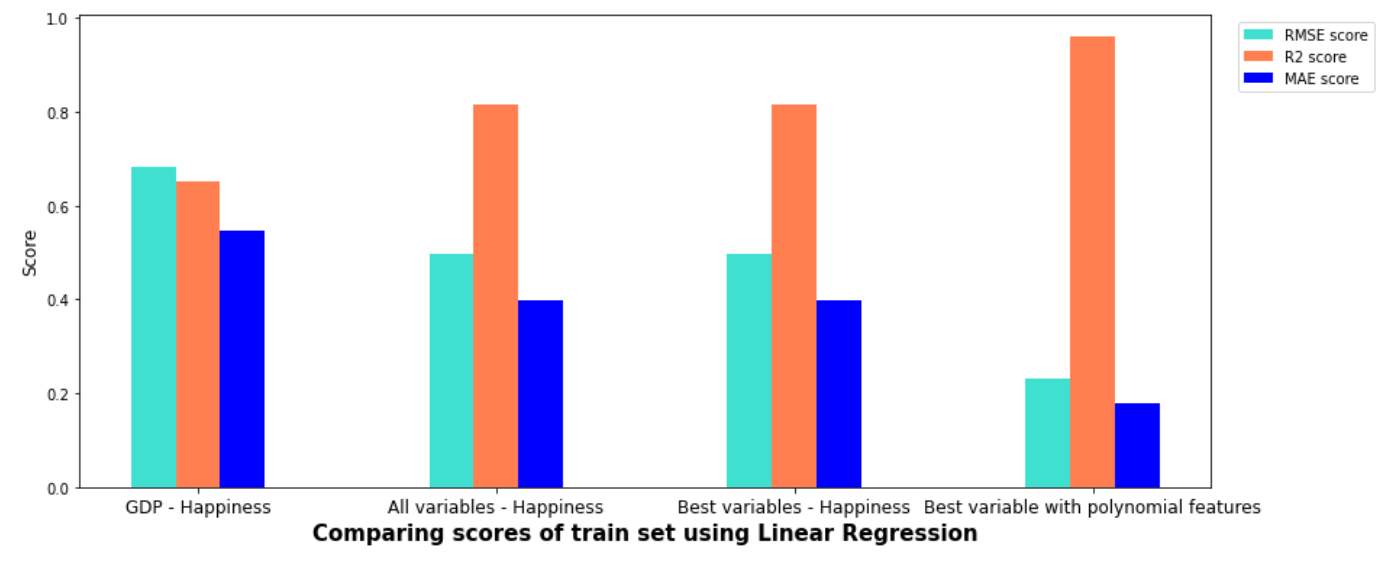 1.0
0.8
0.6
0.4
0.2
0.0
Score
RMSE score
R2 score
MAE score
GDP - Happiness
All variables - Happiness
Best variables - Happiness
Best variable with polynomial features
Comparing scores of train set using Linear Regression